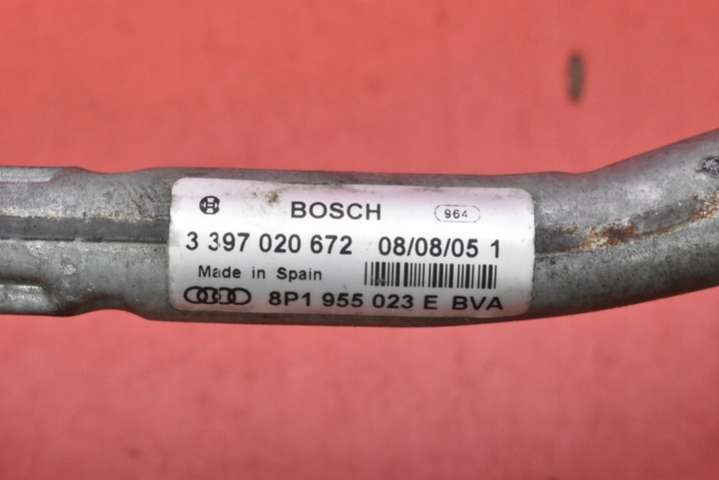 BOSCH 964
3 397 020 672 08/08/05 1
Made in Spain
8P1 955 023 E BVA